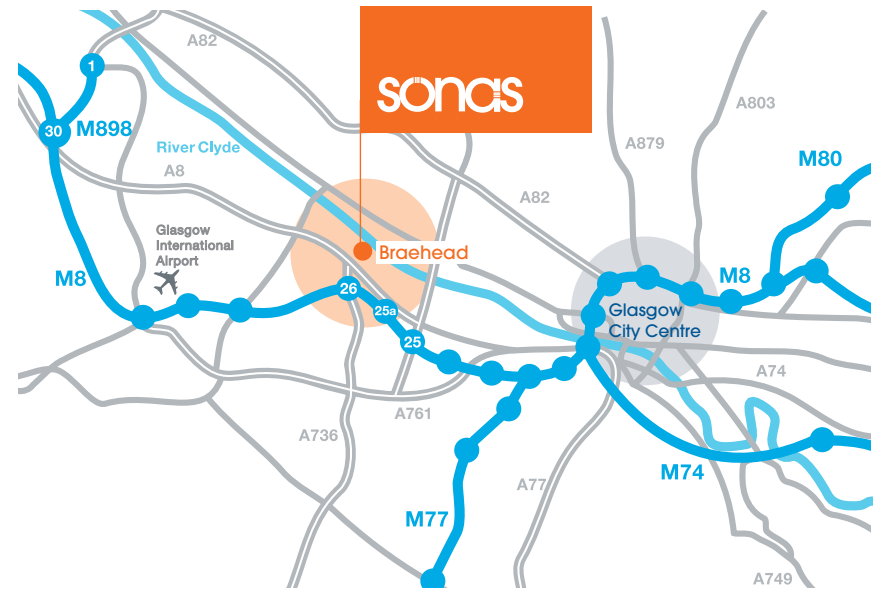 A82
sonas
A803
1
A879
30
M898
M80
River Clyde
A8
A82
Glasgow
International
Airport
Braehead
M8
M8
26
25a
Glasgow
City Centre
25
A74
A761
A736
M74
A77
M77
A749